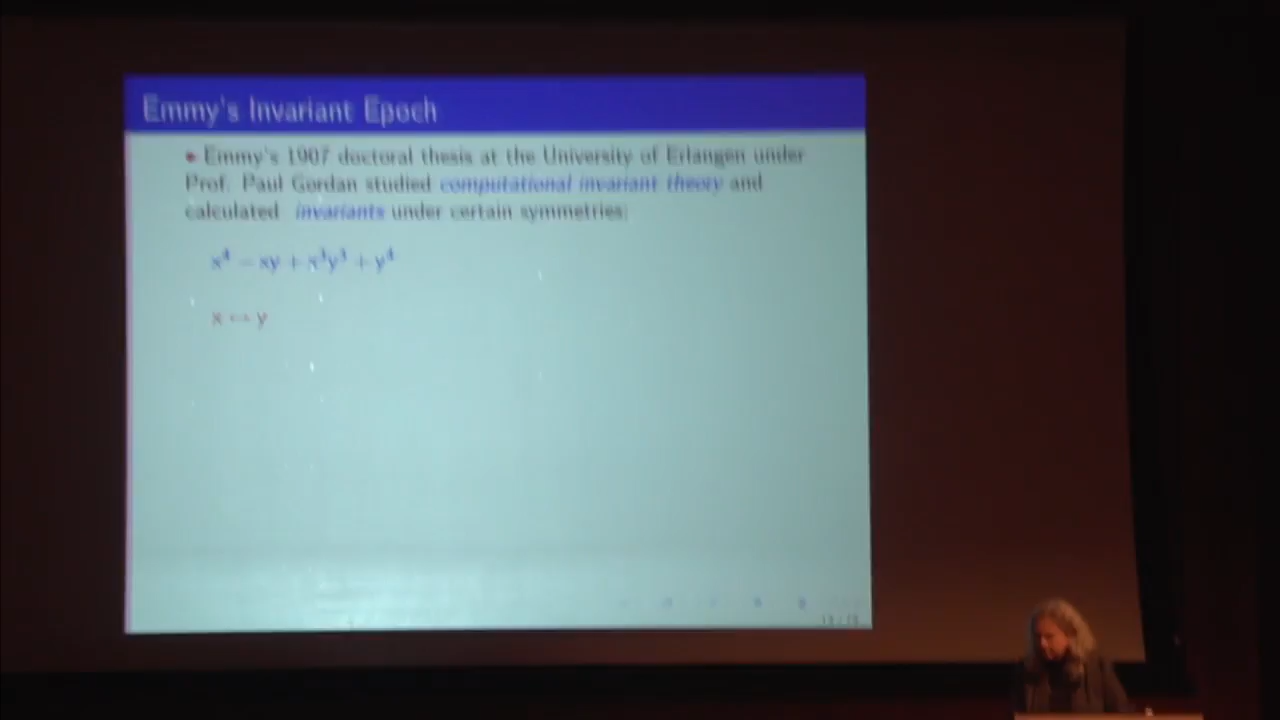 Emmy's Invariant Epoch
• Emmy's 1907 doctoral thesis at the University of Erlangen under
Prof. Paul Gordan studied computational invariant theory and
calculated invariants under certain symmetries;
x⁴ − xy + x³y³ + y⁴
x ↔ y